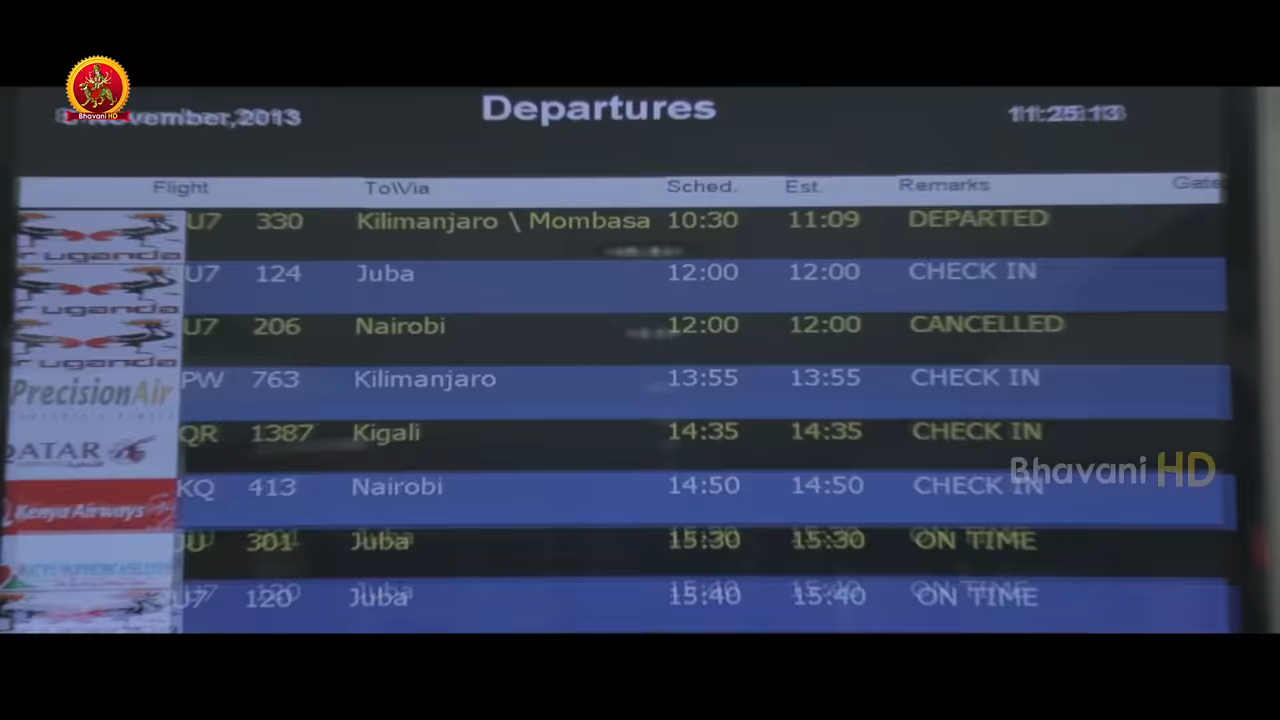 Bhavani HD
November,2013 Departures 11:25:13
Flight To\Via Sched. Est. Remarks Gate
U7 330 Kilimanjaro \ Mombasa 10:30 11:09 DEPARTED
r uganda
U7 124 Juba 12:00 12:00 CHECK IN
r uganda
U7 206 Nairobi 12:00 12:00 CANCELLED
r uganda
PrecisionAir PW 763 Kilimanjaro 13:55 13:55 CHECK IN
QATAR QR 1387 Kigali 14:35 14:35 CHECK IN
Bhavani HD
Kenya Airways KQ 413 Nairobi 14:50 14:50 CHECK IN
JU 301 Juba 15:30 15:30 ON TIME
U7 120 Juba 15:40 15:40 ON TIME